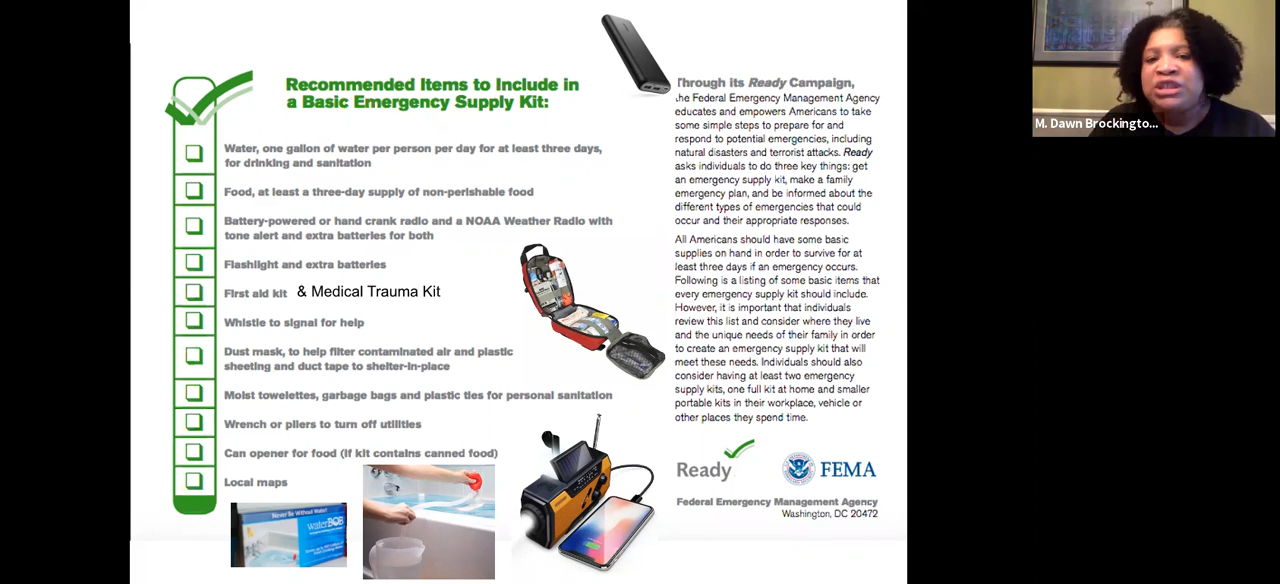 Recommended Items to Include in
a Basic Emergency Supply Kit:
Water, one gallon of water per person per day for at least three days,
for drinking and sanitation
Food, at least a three-day supply of non-perishable food
Battery-powered or hand crank radio and a NOAA Weather Radio with
tone alert and extra batteries for both
Flashlight and extra batteries
First aid kit & Medical Trauma Kit
Whistle to signal for help
Dust mask, to help filter contaminated air and plastic
sheeting and duct tape to shelter-in-place
Moist towelettes, garbage bags and plastic ties for personal sanitation
Wrench or pliers to turn off utilities
Can opener for food (if kit contains canned food)
Local maps
Never Be Without Water!
waterBOB
Through its Ready Campaign,
the Federal Emergency Management Agency
educates and empowers Americans to take
some simple steps to prepare for and
respond to potential emergencies, including
natural disasters and terrorist attacks. Ready
asks individuals to do three key things: get
an emergency supply kit, make a family
emergency plan, and be informed about the
different types of emergencies that could
occur and their appropriate responses.
All Americans should have some basic
supplies on hand in order to survive for at
least three days if an emergency occurs.
Following is a listing of some basic items that
every emergency supply kit should include.
However, it is important that individuals
review this list and consider where they live
and the unique needs of their family in order
to create an emergency supply kit that will
meet these needs. Individuals should also
consider having at least two emergency
supply kits, one full kit at home and smaller
portable kits in their workplace, vehicle or
other places they spend time.
Ready
FEMA
Federal Emergency Management Agency
Washington, DC 20472
M. Dawn Brockingto...